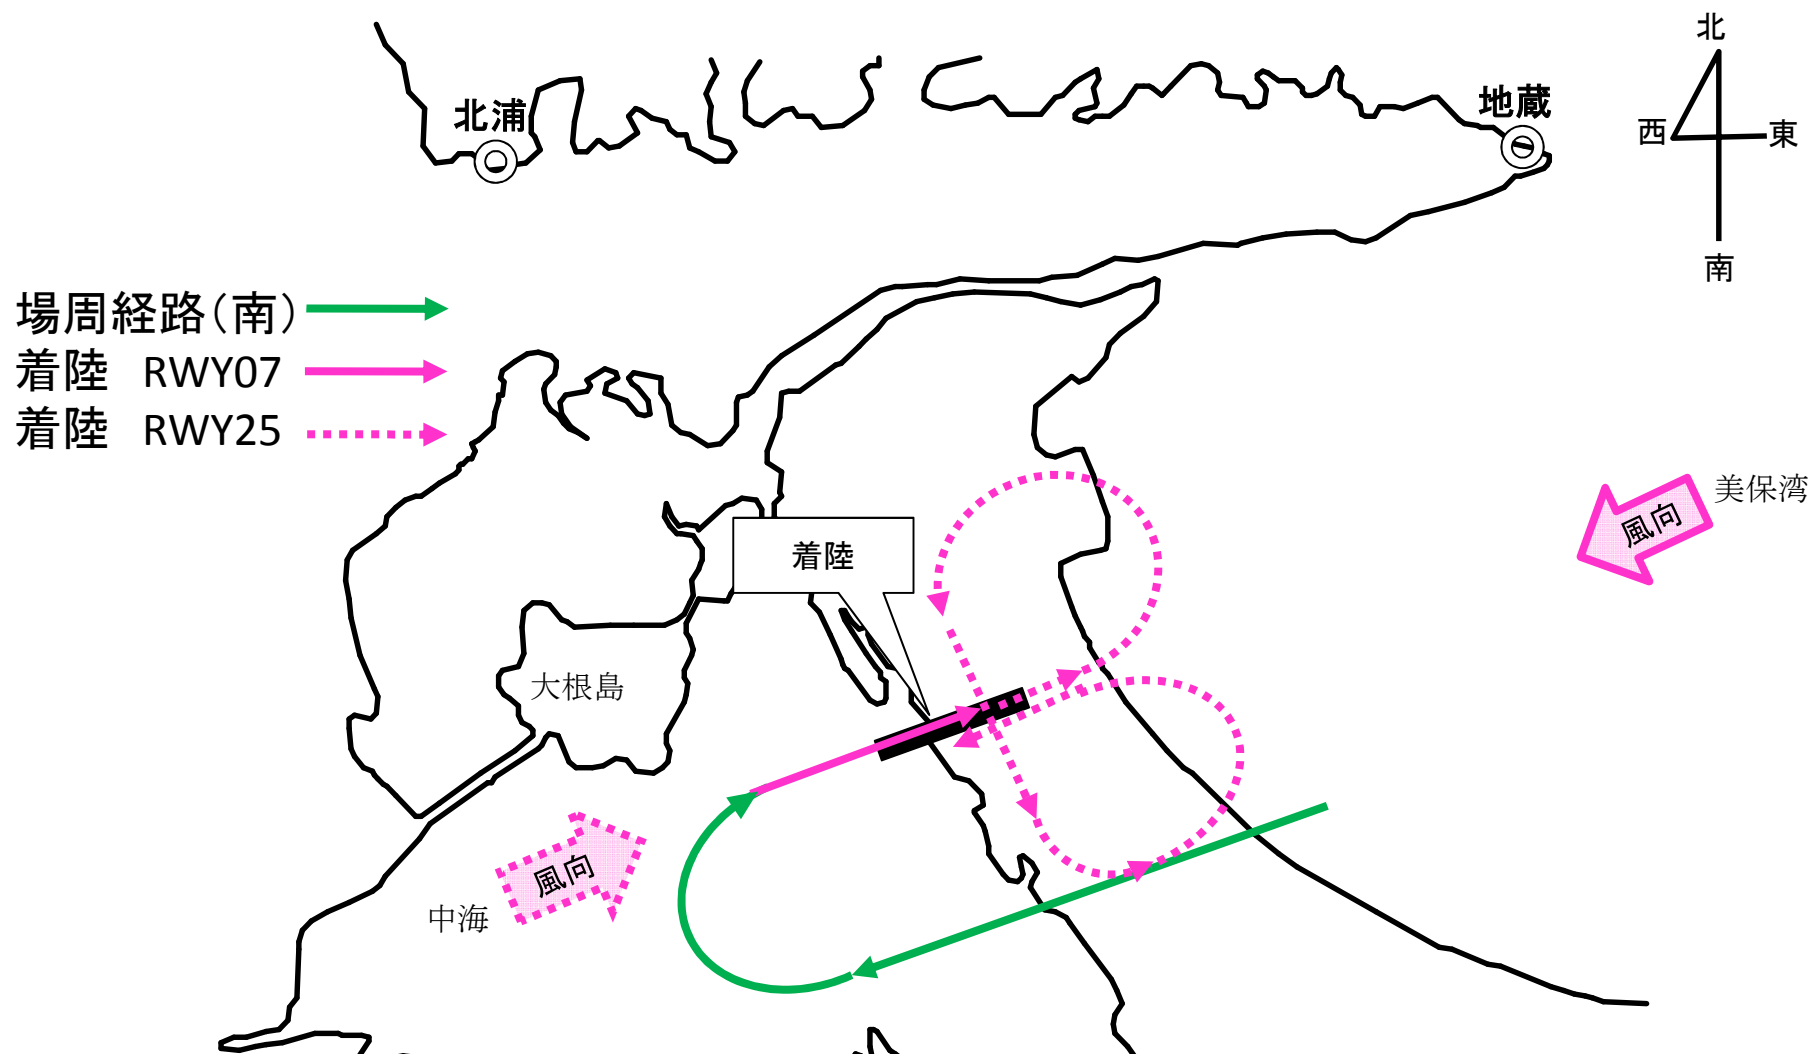 北
北浦
地蔵
西
東
南
場周経路(南)
着陸 RWY07
着陸 RWY25
美保湾
風向
着陸
大根島
風向
中海